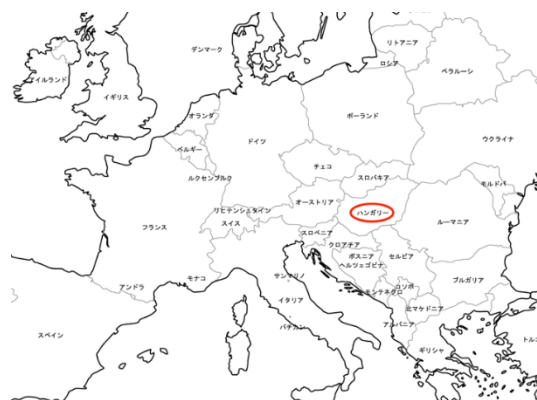 リトアニア
デンマーク
ロシア
ベラルーシ
アイルランド
イギリス
オランダ
ポーランド
ドイツ
ウクライナ
ベルギー
チェコ
ルクセンブルク
スロバキア
モルドバ
オーストリア
リヒテンシュタイン
ハンガリー
スイス
ルーマニア
フランス
スロベニア
クロアチア
ボスニア
ヘルツェゴビナ
セルビア
サンマリノ
モナコ
ブルガリア
アンドラ
コソボ
モンテネグロ
イタリア
北マケドニア
バチカン
アルバニア
スペイン
ギリシャ
トル